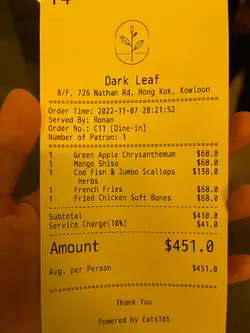 Dark Leaf
8/F, 726 Nathan Rd, Mong Kok, Kowloon
Order Time: 2022-11-07 20:21:52
Served By: Ronan
Order No.: C11 [Dine-in]
Number of Patron: 1
1 Green Apple Chrysanthemum $68.0
1 Mango Shiso $68.0
1 Cod Fish & Jumbo Scallops $138.0
Herbs
1 French Fries $68.0
1 Fried Chicken Soft Bones $68.0
Subtotal $410.0
Service Charge(10%) $41.0
Amount $451.0
Avg. per Person $451.0
Thank You
Powered by Eats365